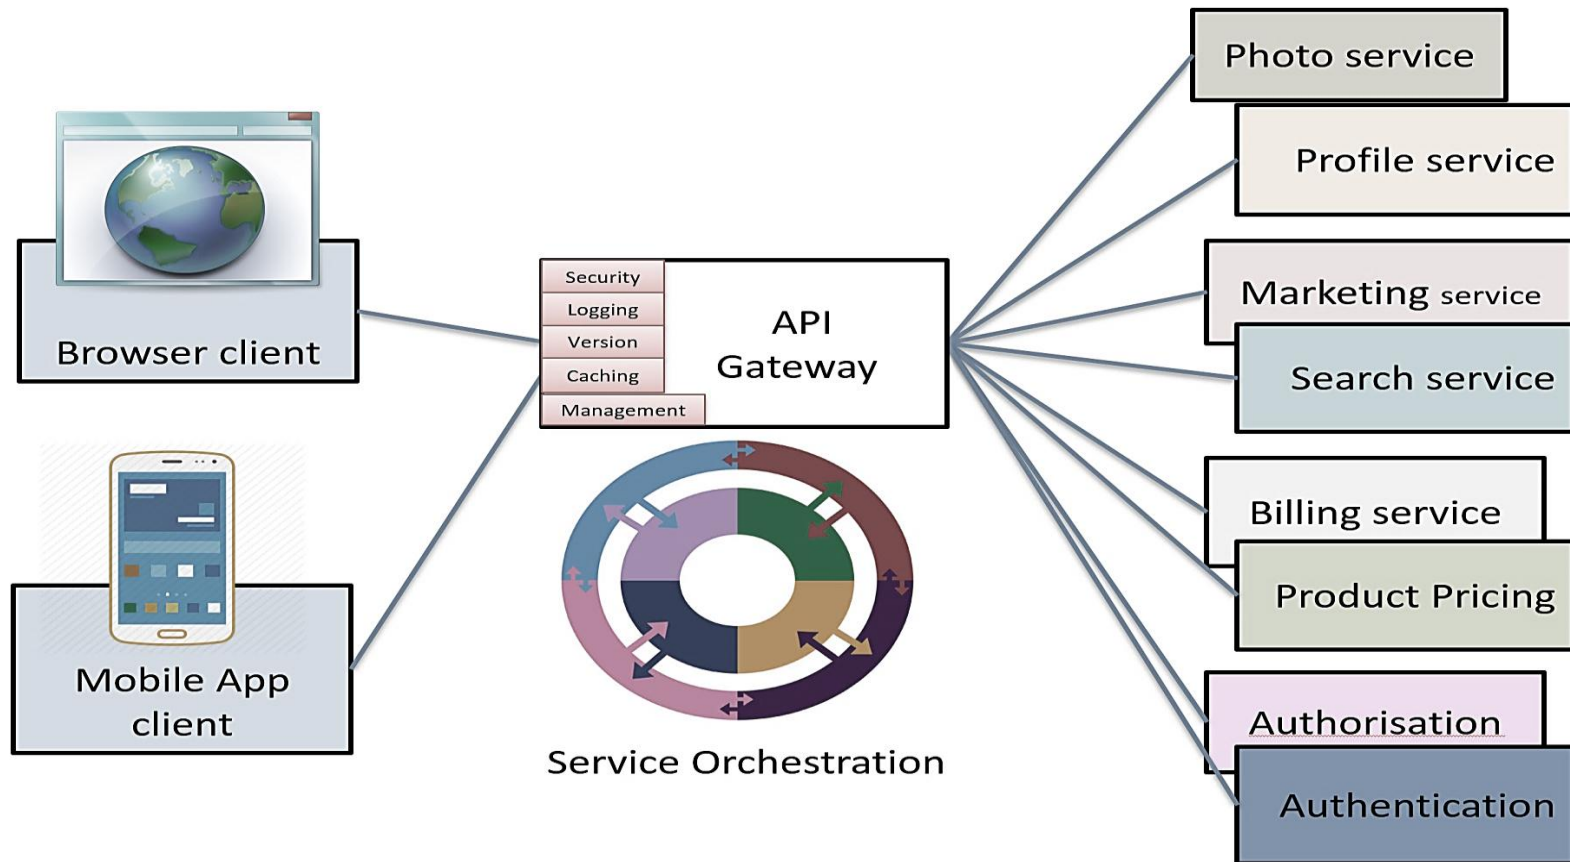 Browser client
Mobile App
client
Security
Logging
Version
Caching
Management
API
Gateway
Service Orchestration
Photo service
Profile service
Marketing service
Search service
Billing service
Product Pricing
Authorisation
Authentication